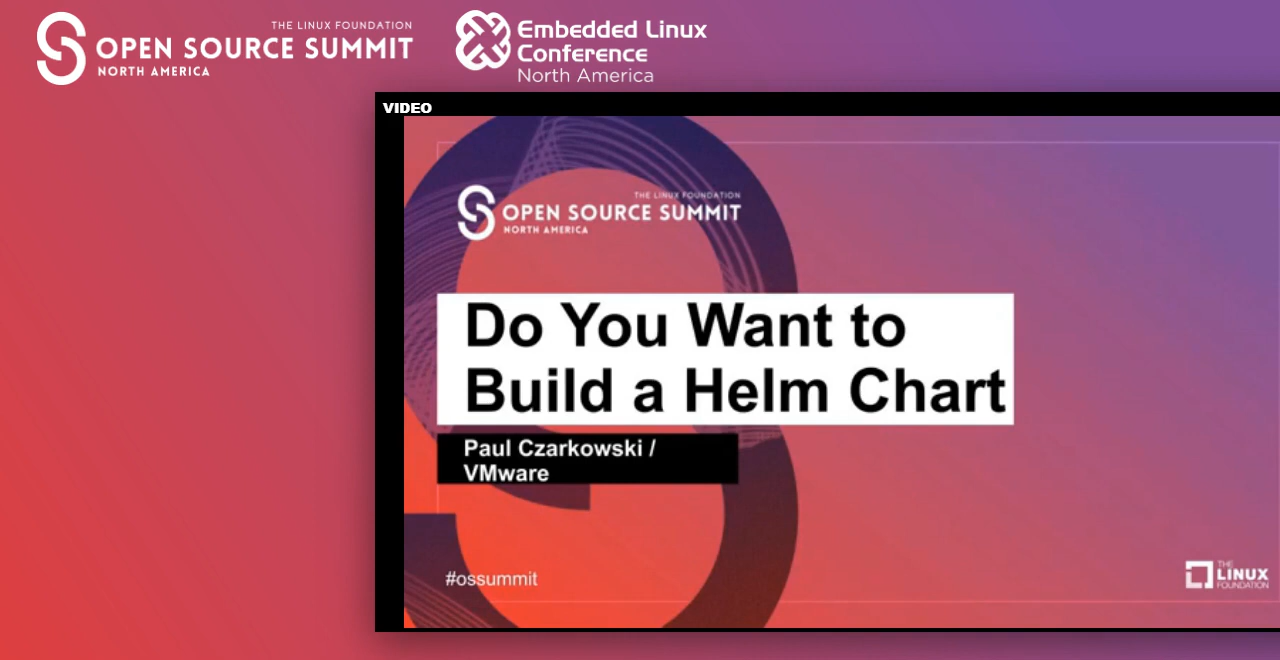 THE LINUX FOUNDATION
OPEN SOURCE SUMMIT
NORTH AMERICA
Embedded Linux
Conference
North America
VIDEO
THE LINUX FOUNDATION
OPEN SOURCE SUMMIT
NORTH AMERICA
Do You Want to
Build a Helm Chart
Paul Czarkowski /
VMware
#ossummit
THE
LINUX
FOUNDATION